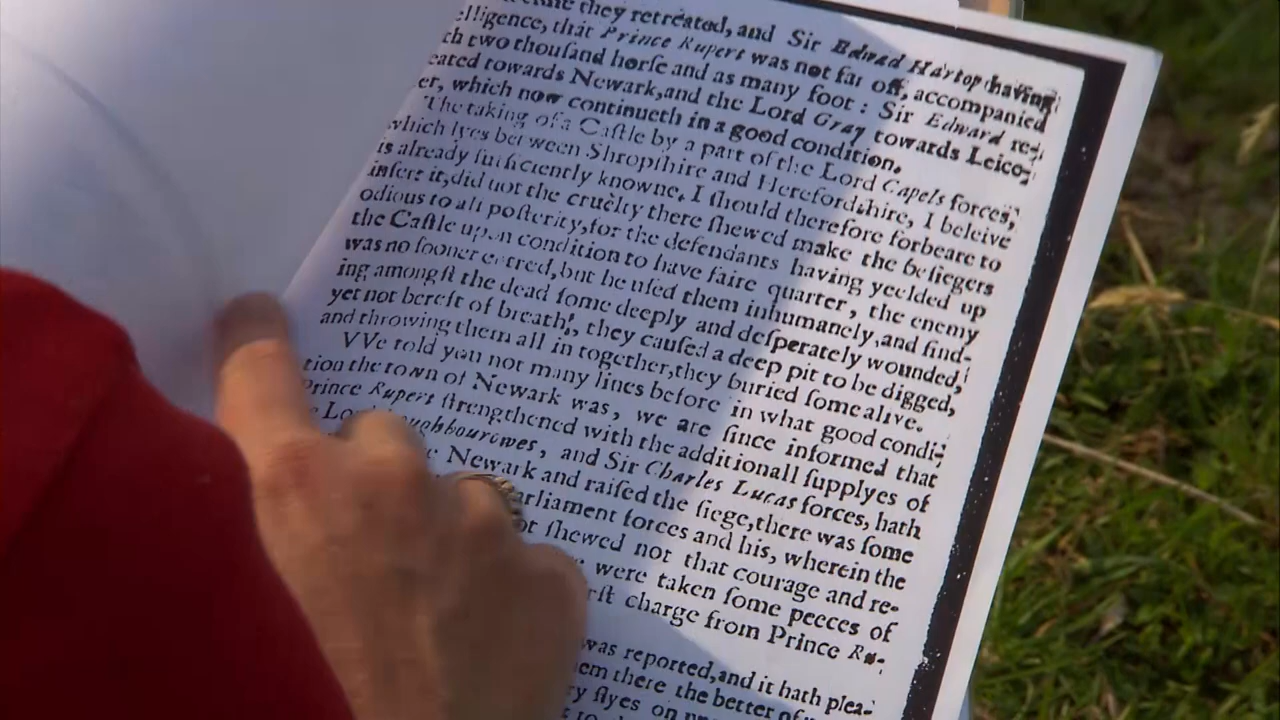 they retreated, and Sir Edward Hartop having
elligence, that Prince Rupert was not far off, accompanied
th two thouſand horſe and as many foot : Sir Edward re-
eated towards Newark,and the Lord Gray towards Leico-
er, which now continueth in a good condition.
The taking of a Caſtle by a part of the Lord Capels forces,
which lyes between Shropſhire and Herefordſhire, I beleive
is already ſufficiently knowne, I ſhould therefore forbeare to
inſert it,did not the cruelty there ſhewed make the beſiegers
odious to all poſterity,for the defendants having yeelded up
the Caſtle upon condition to have faire quarter, the enemy
was no ſooner entred,but he uſed them inhumanely,and find-
ing amongſt the dead ſome deeply and deſperately wounded,
yet not bereft of breath, they cauſed a deep pit to be digged,
and throwing them all in together,they buried ſome alive.
VVe told you not many lines before in what good condi-
tion the town of Newark was, we are ſince informed that
Prince Rupert ſtrengthened with the additionall ſupplyes of
Lo ughbourowes, and Sir Charles Lucas forces, hath
Newark and raiſed the ſiege,there was ſome
arliament forces and his, wherein the
ot ſhewed not that courage and re-
were taken ſome peeces of
rſt charge from Prince Ru-
was reported,and it hath plea-
em there the better of
ry flyes on